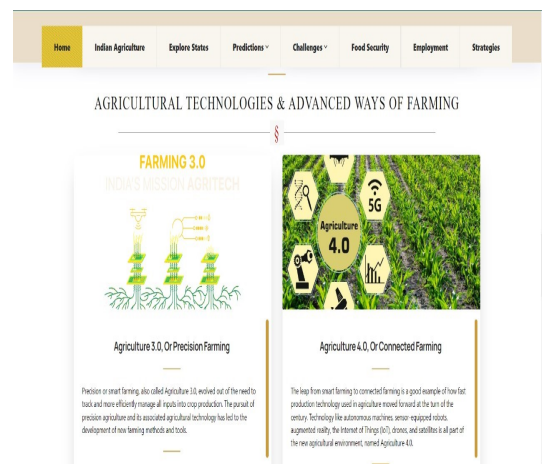 Home Indian Agriculture Explore States Predictions Challenges Food Security Employment Strategies
AGRICULTURAL TECHNOLOGIES & ADVANCED WAYS OF FARMING
§
FARMING 3.0
INDIA'S MISSION AGRITECH
Agriculture 3.0, Or Precision Farming
Precision or smart farming, also called Agriculture 3.0, evolved out of the need to
track and more efficiently manage all inputs into crop production. The pursuit of
precision agriculture and its associated agricultural technology has led to the
development of new farming methods and tools.
5G
Agriculture
4.0
Agriculture 4.0, Or Connected Farming
The leap from smart farming to connected farming is a good example of how fast
production technology used in agriculture moved forward at the turn of the
century. Technology like autonomous machines, sensor-equipped robots,
augmented reality, the Internet of Things (IoT), drones, and satellites is all part of
the new agricultural environment, named Agriculture 4.0.